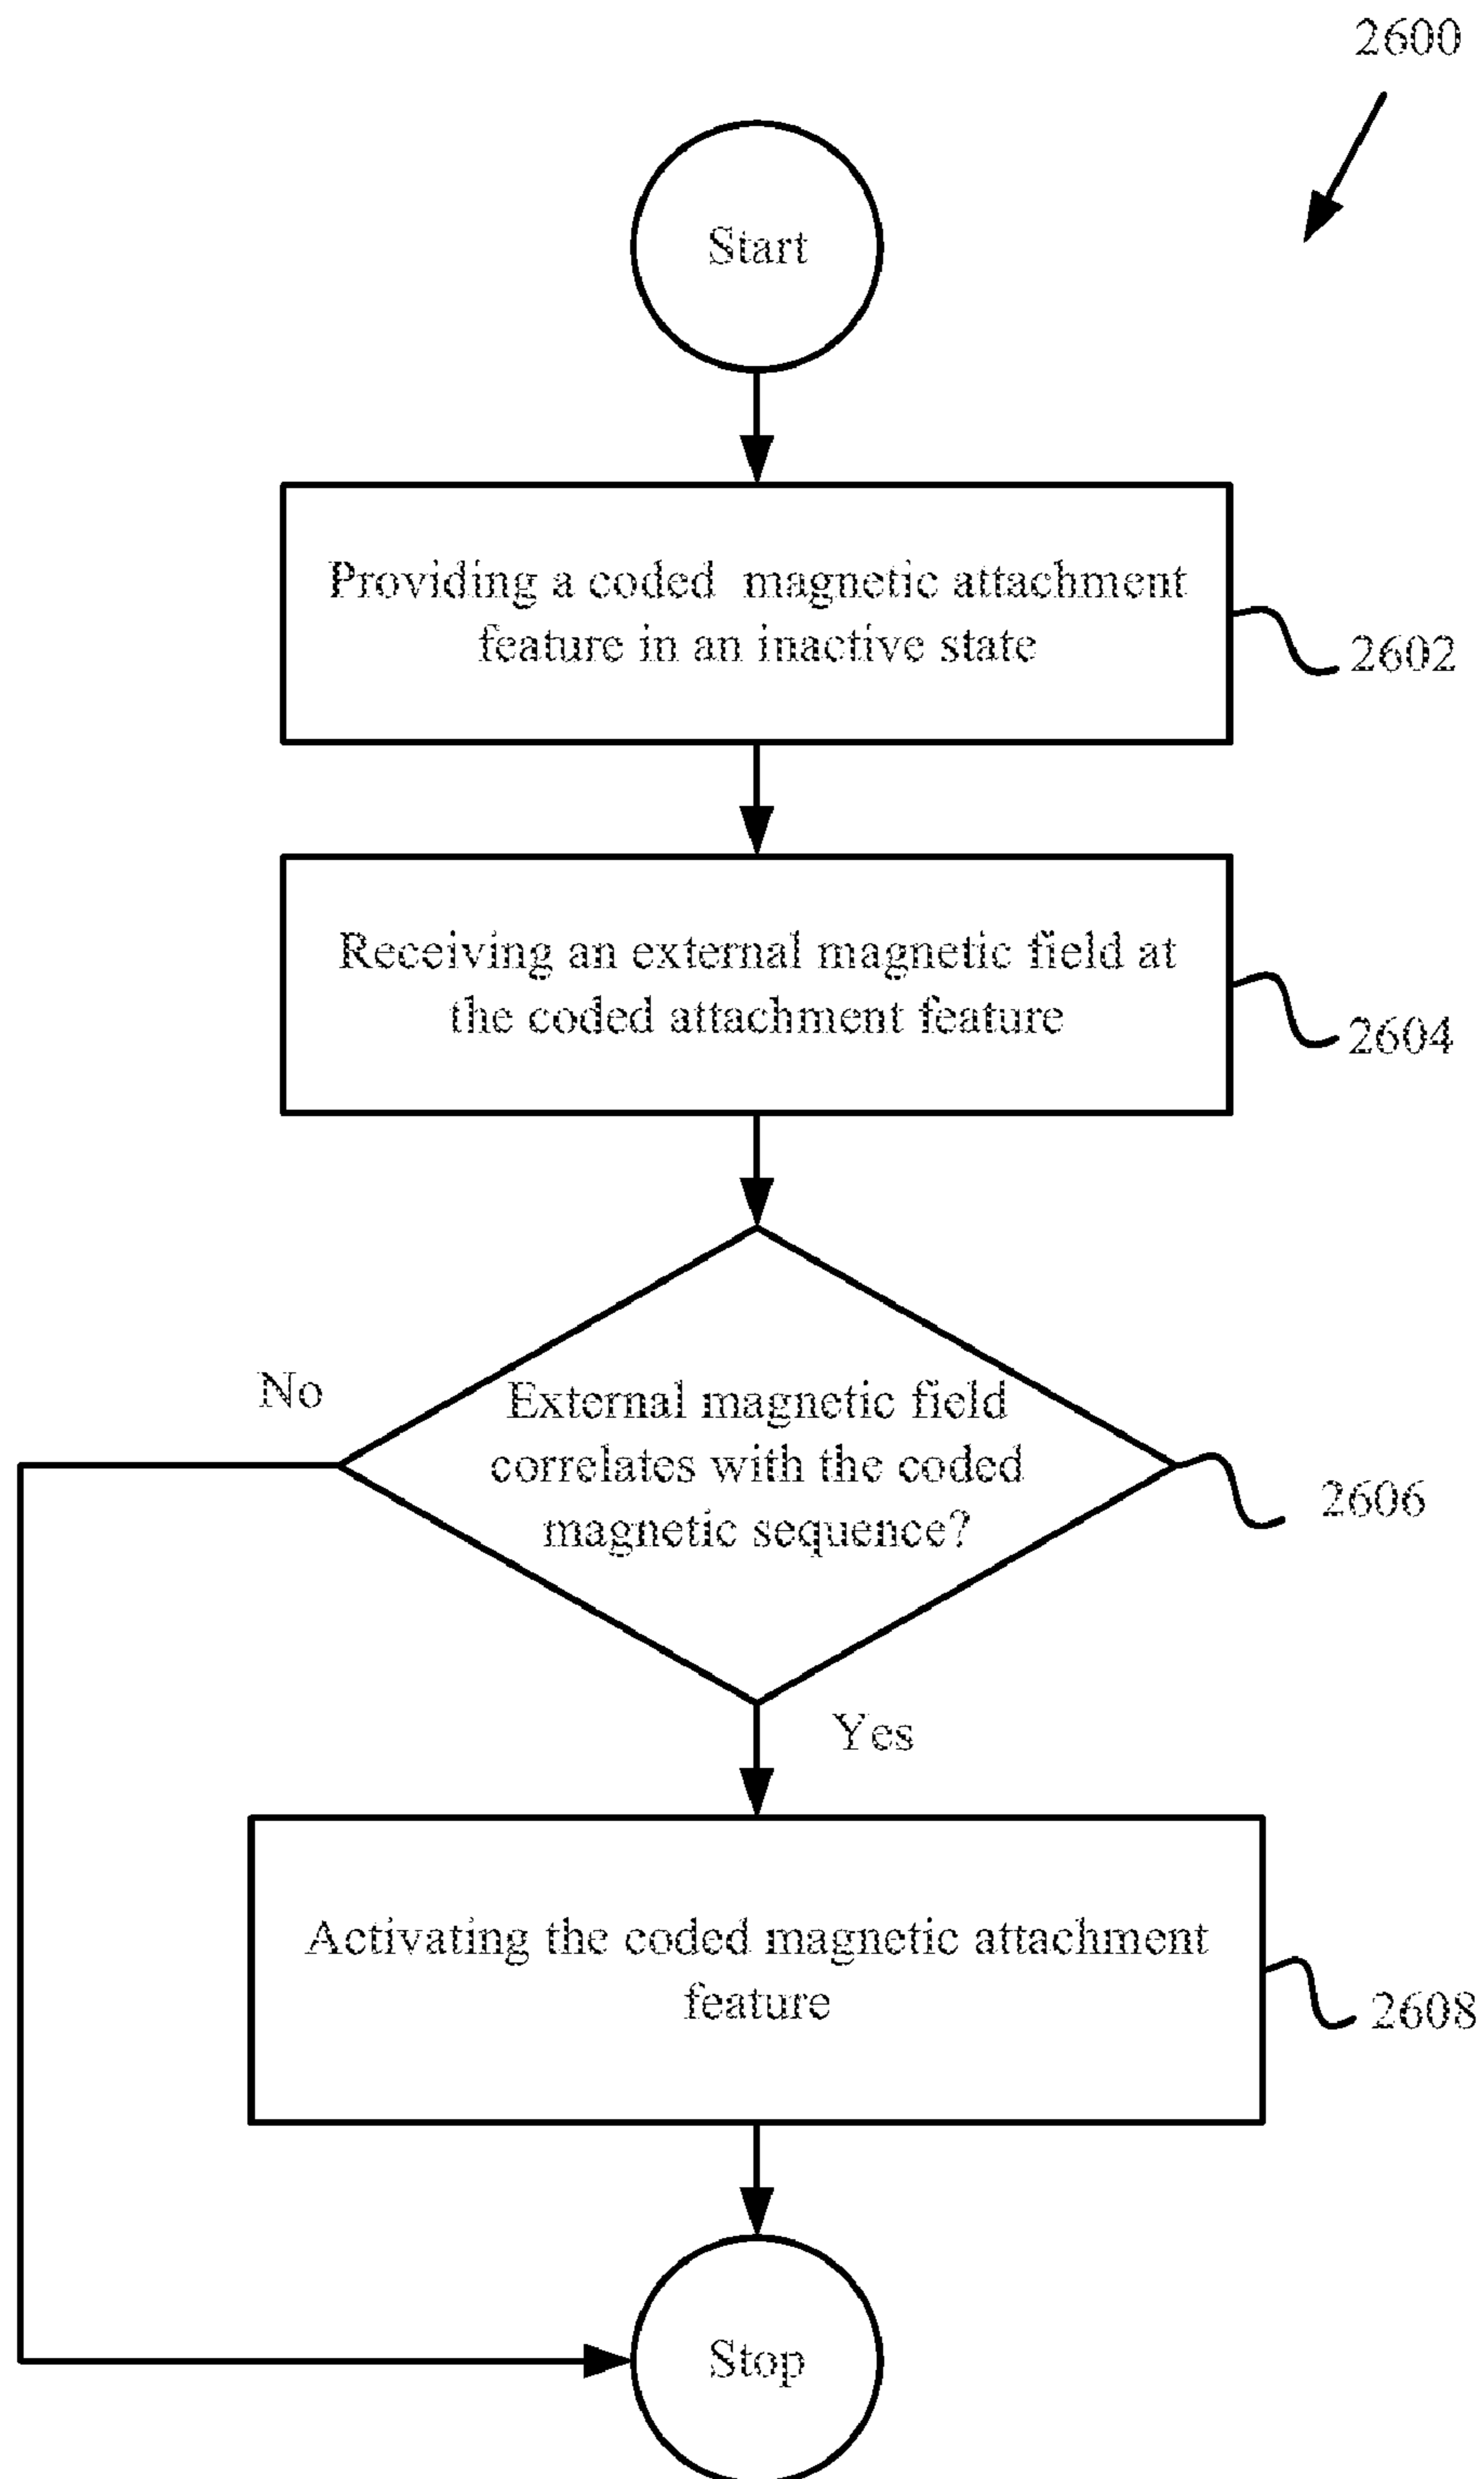 2600
Start
Providing a coded magnetic attachment
feature in an inactive state
2602
Receiving an external magnetic field at
the coded attachment feature
2604
No
External magnetic field
correlates with the coded
magnetic sequence?
2606
Yes
Activating the coded magnetic attachment
feature
2608
Stop